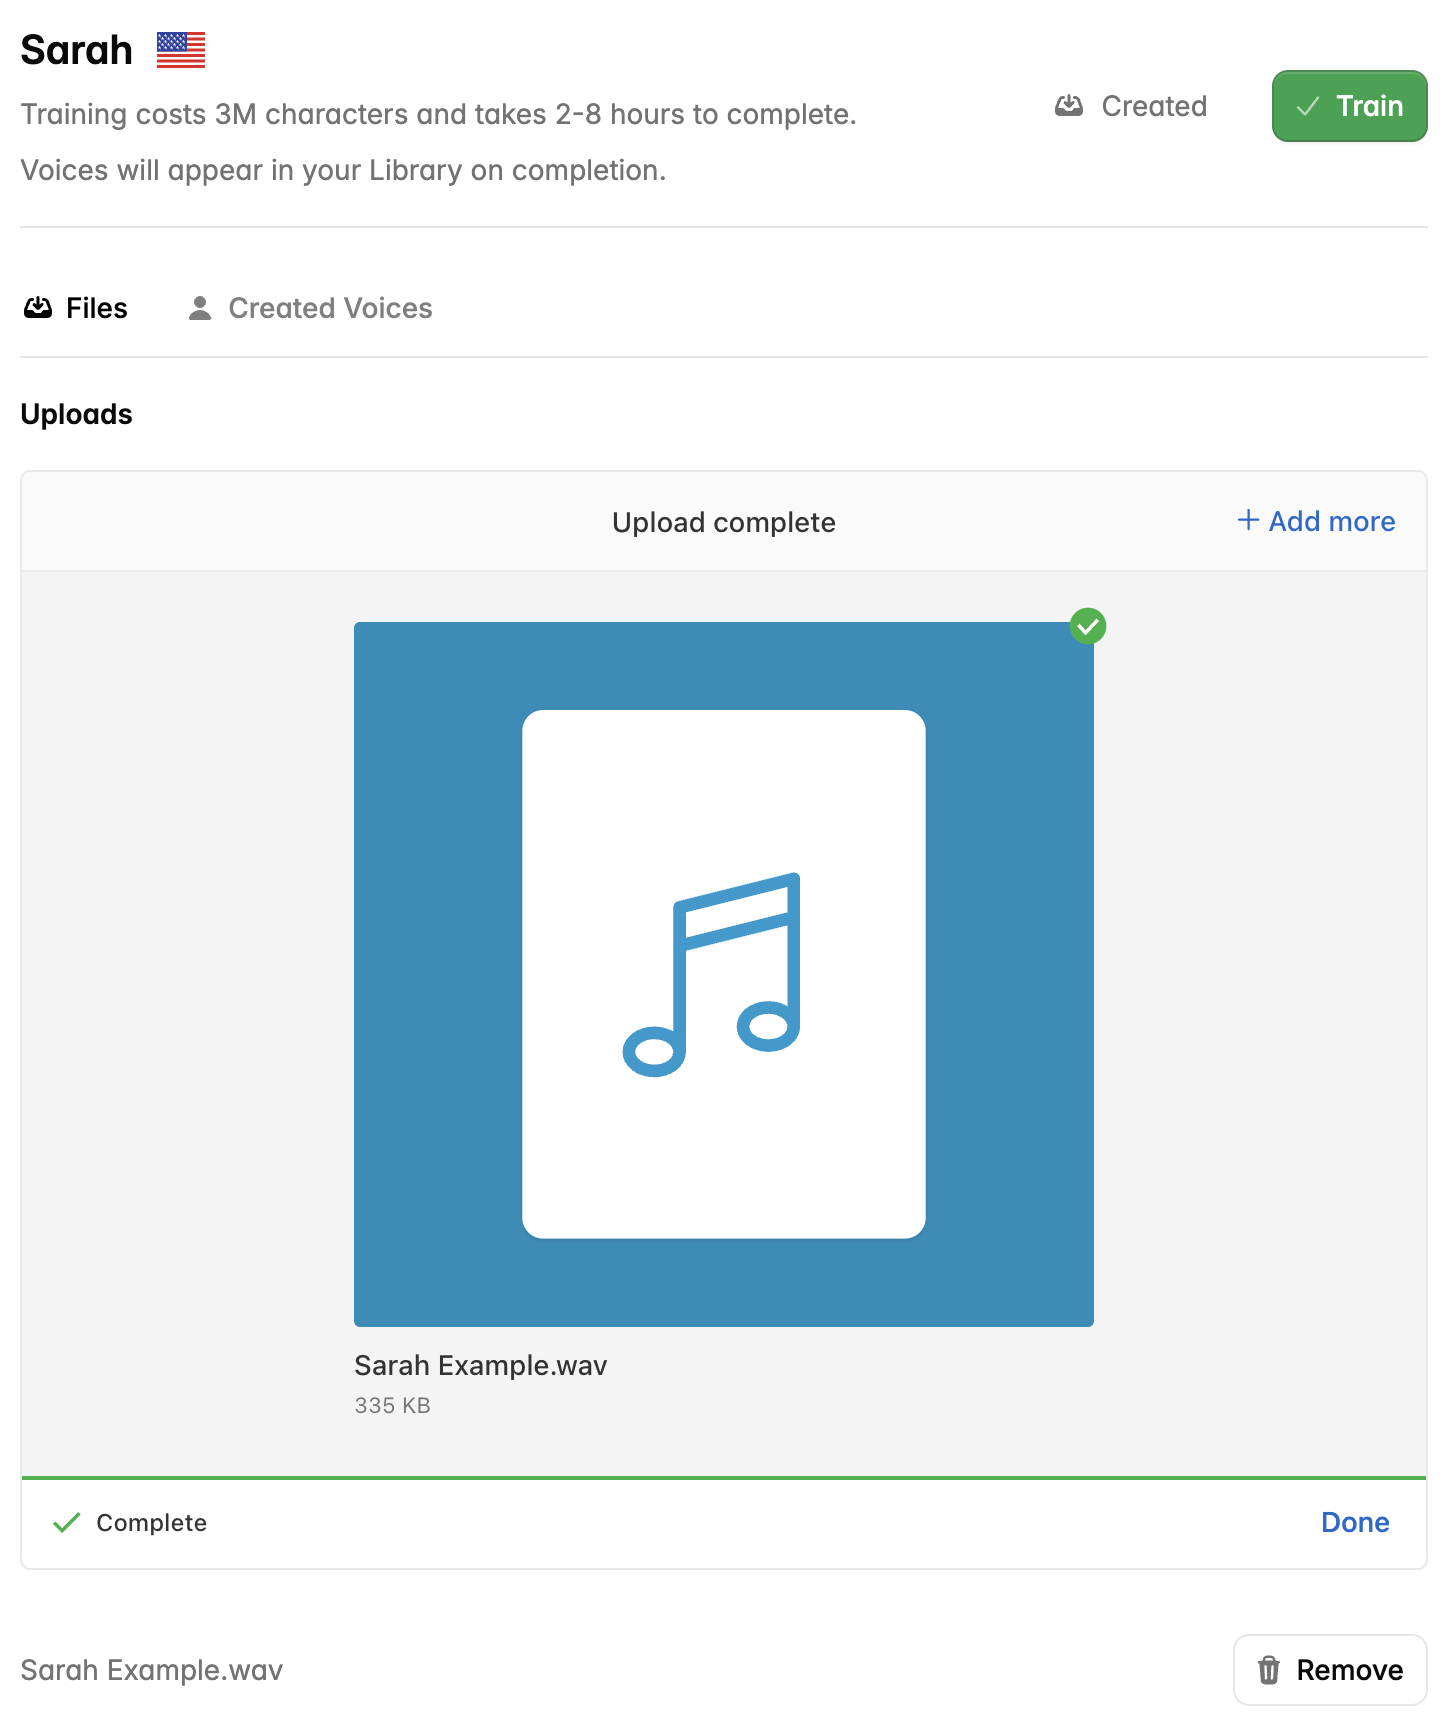 Sarah
Training costs 3M characters and takes 2-8 hours to complete.
Voices will appear in your Library on completion.
Created
Train
Files
Created Voices
Uploads
Upload complete
+ Add more
Sarah Example.wav
335 KB
Complete
Done
Sarah Example.wav
Remove